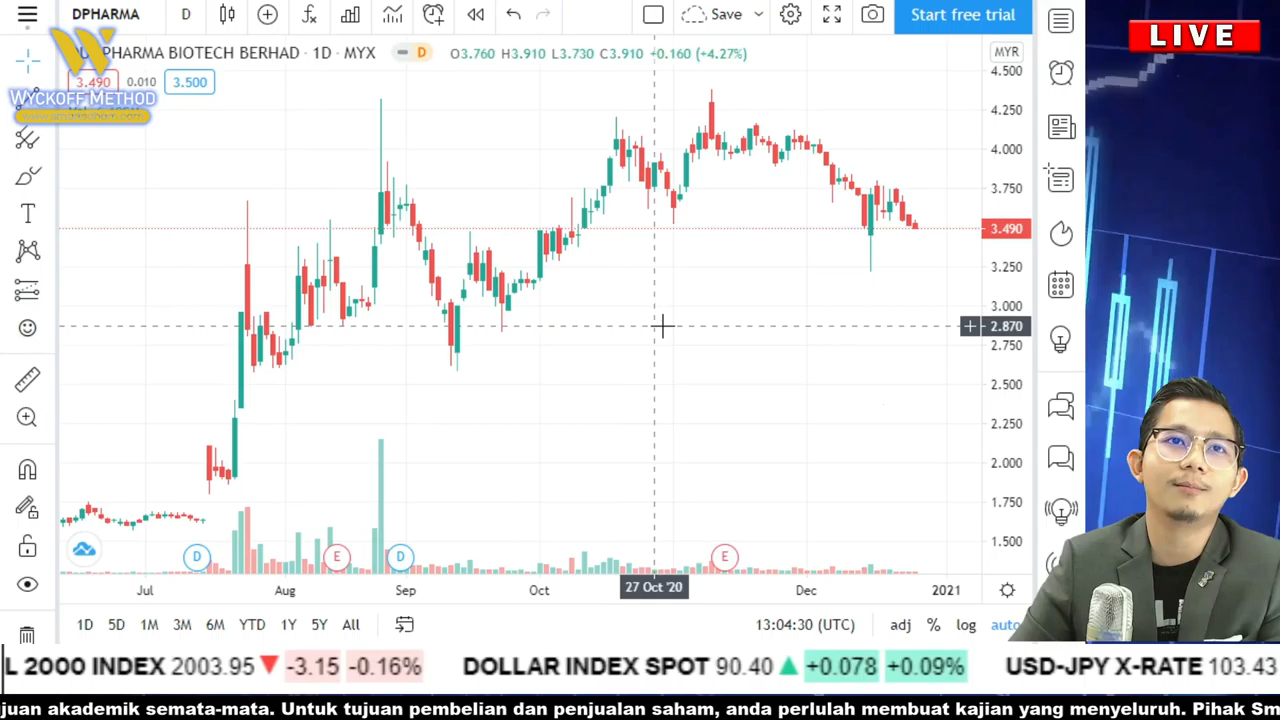 DPHARMA
D
Save
Start free trial
LIVE
PHARMA BIOTECH BERHAD · 1D · MYX
D
O3.760 H3.910 L3.730 C3.910 +0.160 (+4.27%)
MYR
3.490
0.010
3.500
WYCKOFF METHOD
4.500
4.250
4.000
3.750
3.490
3.250
3.000
2.870
2.750
2.500
2.250
2.000
1.750
1.500
D
E
D
E
Jul
Aug
Sep
Oct
27 Oct '20
Dec
2021
1D 5D 1M 3M 6M YTD 1Y 5Y All
13:04:30 (UTC)
adj % log auto
L 2000 INDEX 2003.95 -3.15 -0.16% DOLLAR INDEX SPOT 90.40 +0.078 +0.09% USD-JPY X-RATE 103.43
juan akademik semata-mata. Untuk tujuan pembelian dan penjualan saham, anda perlulah membuat kajian yang menyeluruh. Pihak Sm